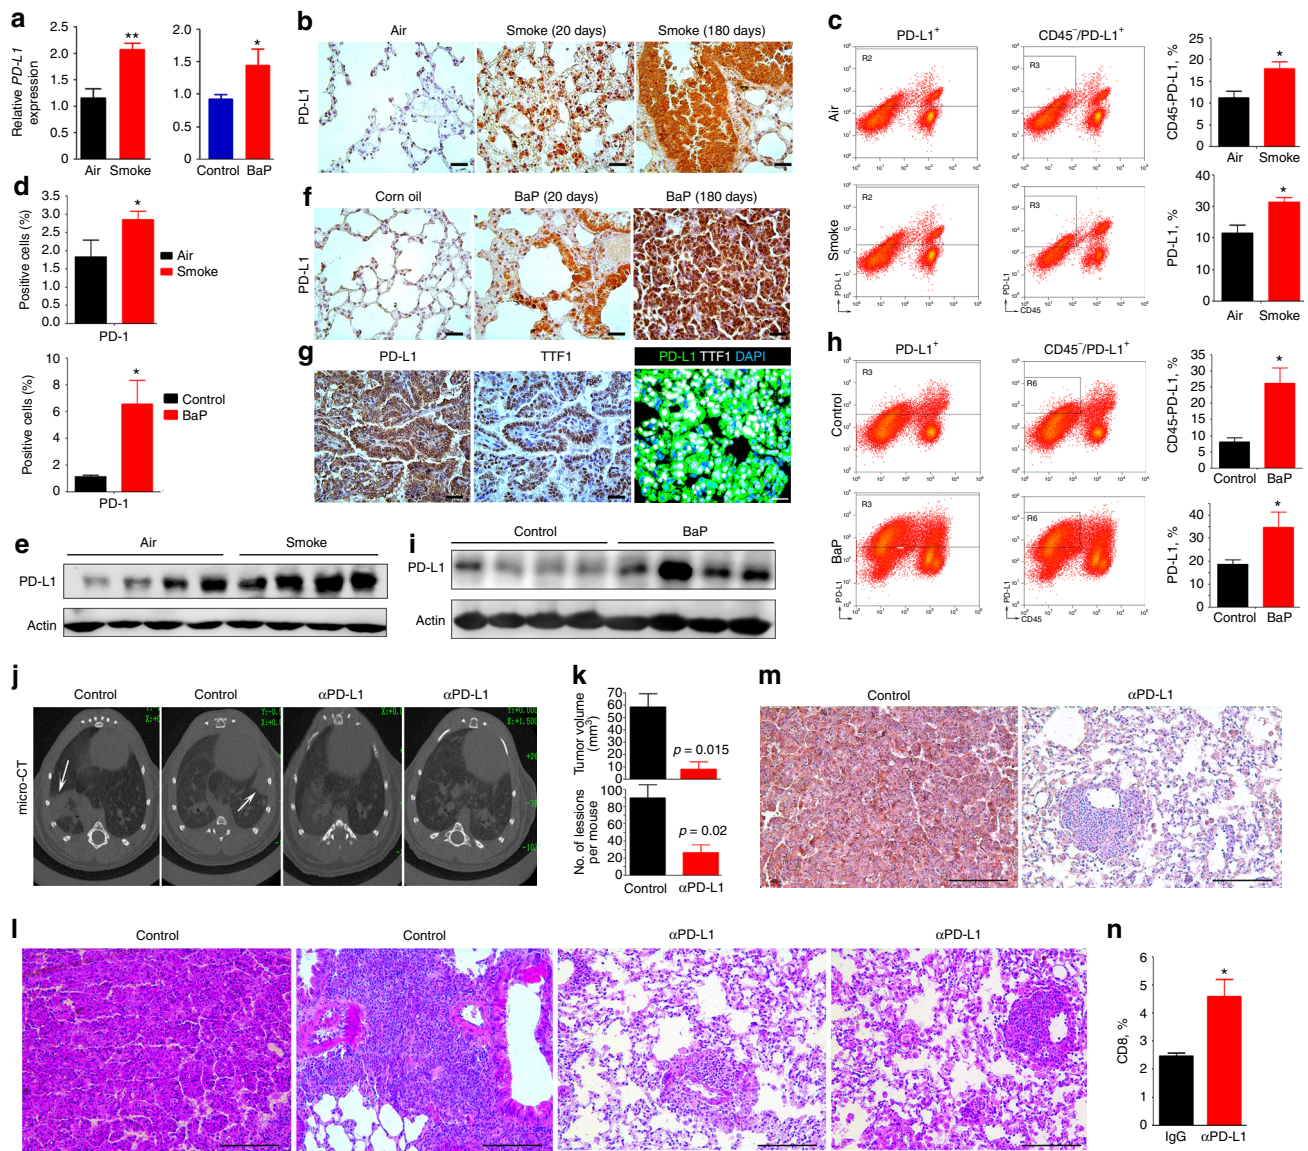 a
Relative PD-L1
expression
2.5
2.0
1.5
1.0
0.5
0
Air Smoke
**
2.0
1.5
1.0
0.5
0
Control BaP
*
b
Air
Smoke (20 days)
Smoke (180 days)
PD-L1
c
PD-L1+
CD45−/PD-L1+
Air
R2
R3
Smoke
R2
R3
PD-L1
PD-L1
CD45
CD45-PD-L1, %
25
20
15
10
5
0
*
Air Smoke
PD-L1, %
40
30
10
10
0
*
Air Smoke
d
Positive cells (%)
3.5
3.0
2.5
2.0
1.5
1.0
0.5
0.0
*
PD-1
Air
Smoke
Positive cells (%)
10
8
6
4
2
0
*
PD-1
Control
BaP
f
Corn oil
BaP (20 days)
BaP (180 days)
PD-L1
g
PD-L1
TTF1
PD-L1 TTF1 DAPI
h
PD-L1+
CD45−/PD-L1+
Control
R3
R6
BaP
R3
R6
PD-L1
PD-L1
CD45
CD45-PD-L1, %
35
30
25
20
15
10
5
0
*
Control BaP
PD-L1, %
40
30
20
10
0
*
Control BaP
e
Air
Smoke
PD-L1
Actin
i
Control
BaP
PD-L1
Actin
j
Control
Control
αPD-L1
αPD-L1
micro-CT
k
Tumor volume
(mm3)
70
60
50
40
30
20
10
0
p = 0.015
No. of lessions
per mouse
100
80
60
40
20
0
p = 0.02
Control αPD-L1
m
Control
αPD-L1
l
Control
Control
αPD-L1
αPD-L1
n
CD8, %
6
5
4
3
2
1
0
*
IgG αPD-L1